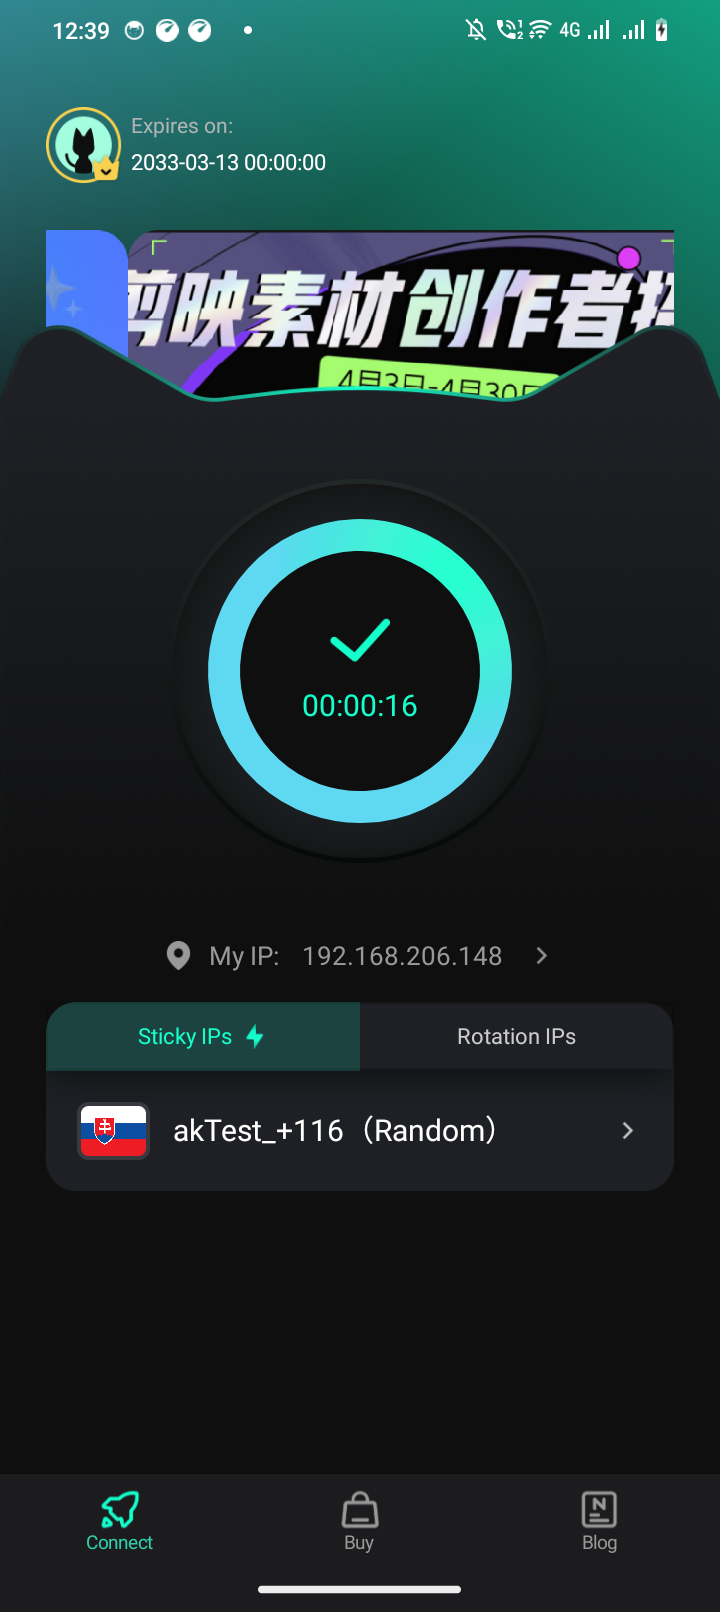 12:39
4G
Expires on:
2033-03-13 00:00:00
剪映素材创作者招
4月3日-4月30日
00:00:16
My IP: 192.168.206.148
Sticky IPs
Rotation IPs
akTest_+116（Random）
Connect
Buy
Blog